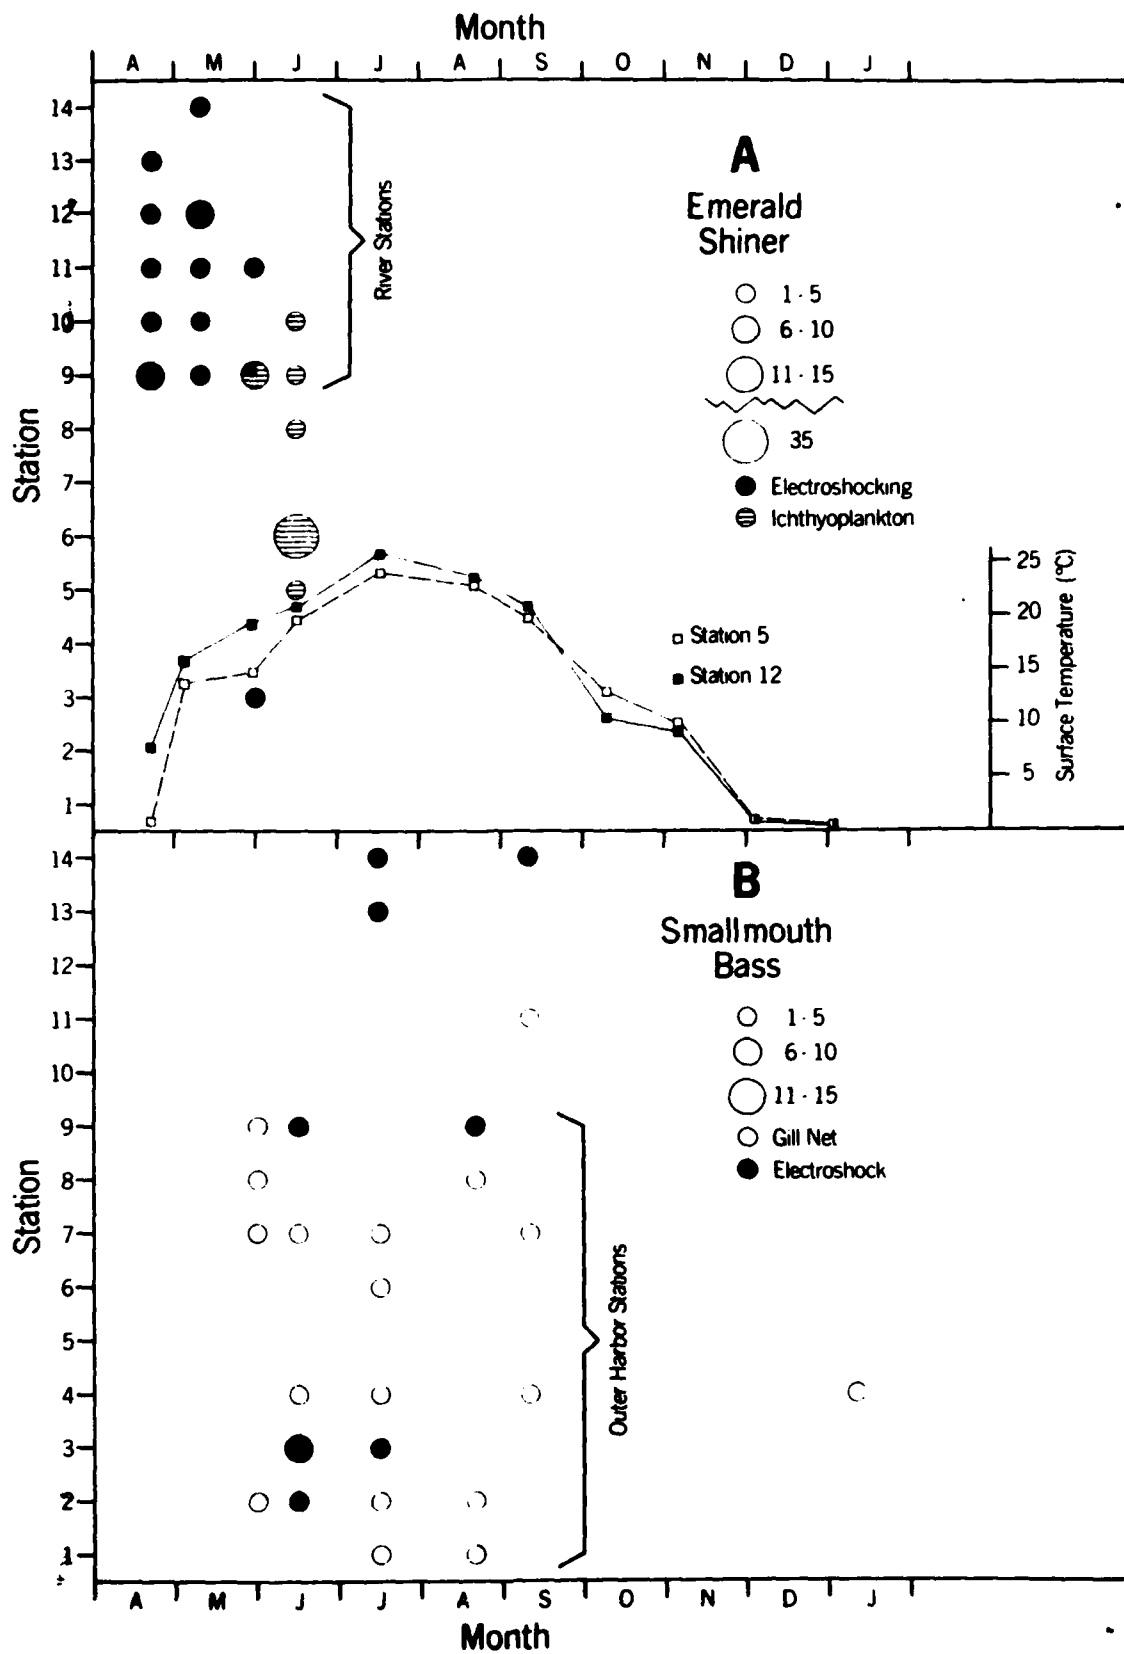 Month
A M J J A S O N D J
14
13
12
11
10
9
8
7
6
5
4
3
2
1
Station
River Stations
A
Emerald
Shiner
1 - 5
6 - 10
11 - 15
35
Electroshocking
Ichthyoplankton
Station 5
Station 12
25
20
15
10
5
Surface Temperature (°C)
14
13
12
11
10
9
8
7
6
5
4
3
2
1
Station
B
Smallmouth
Bass
1 - 5
6 - 10
11 - 15
Gill Net
Electroshock
Outer Harbor Stations
A M J J A S O N D J
Month